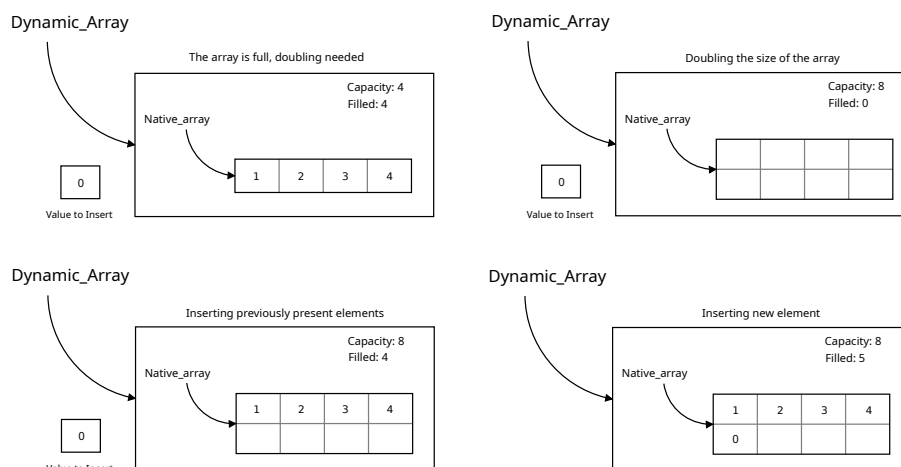 Dynamic_Array
The array is full, doubling needed
Capacity: 4
Filled: 4
Native_array
1 2 3 4
0
Value to Insert
Dynamic_Array
Doubling the size of the array
Capacity: 8
Filled: 0
Native_array
0
Value to Insert
Dynamic_Array
Inserting previously present elements
Capacity: 8
Filled: 4
Native_array
1 2 3 4
0
Value to Insert
Dynamic_Array
Inserting new element
Capacity: 8
Filled: 5
Native_array
1 2 3 4
0